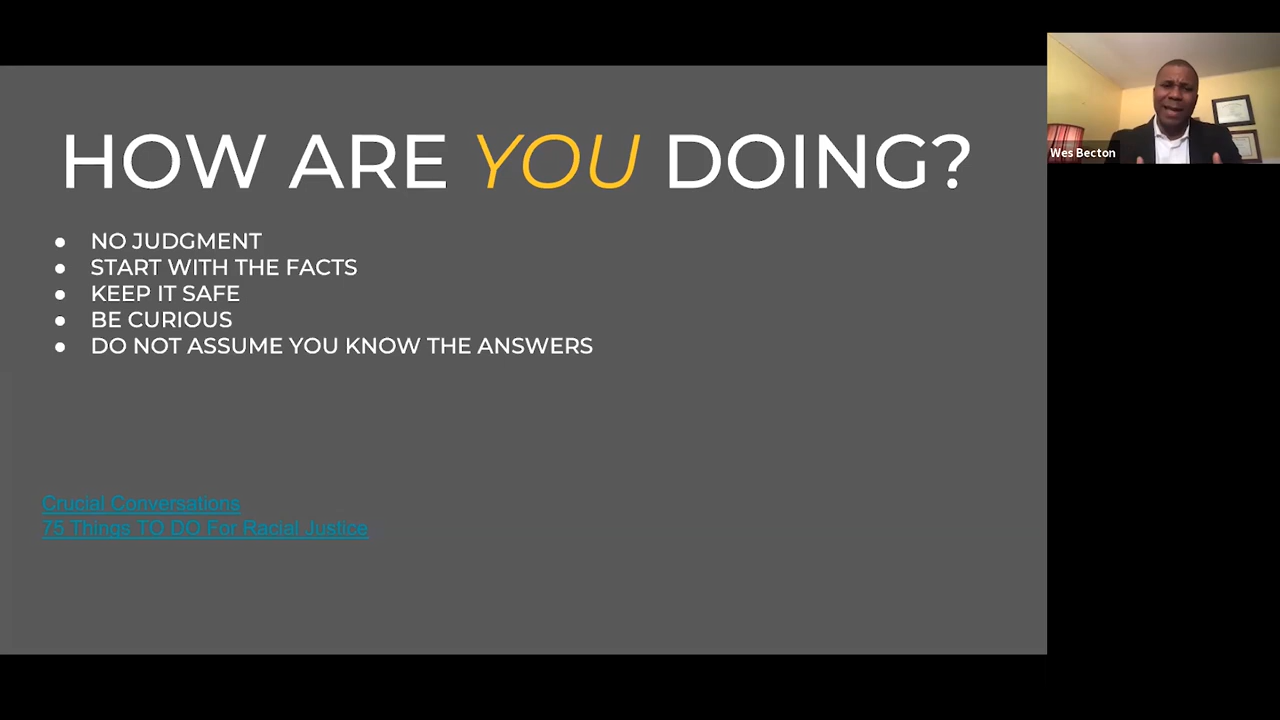 HOW ARE YOU DOING?
● NO JUDGMENT
● START WITH THE FACTS
● KEEP IT SAFE
● BE CURIOUS
● DO NOT ASSUME YOU KNOW THE ANSWERS
Crucial Conversations
75 Things TO DO For Racial Justice
Wes Becton